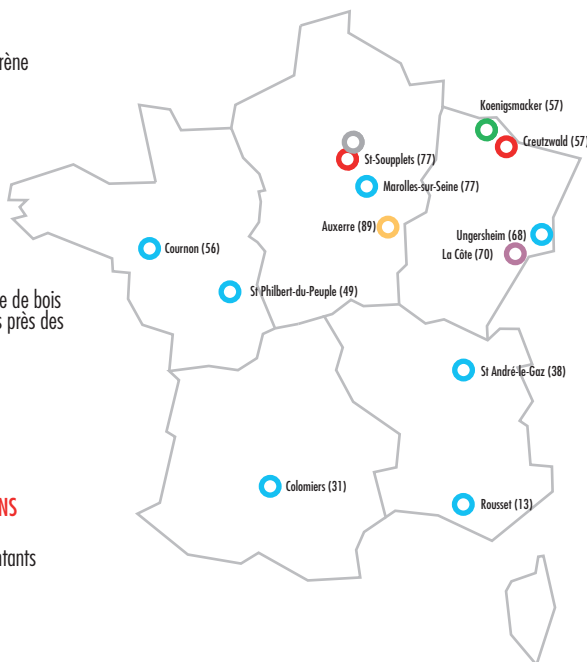 rène
Koenigsmacker (57)
Creutzwald (57)
St-Soupplets (77)
Marolles-sur-Seine (77)
Auxerre (89)
Ungersheim (68)
Cournon (56)
La Côte (70)
St Philbert-du-Peuple (49)
e de bois
s près des
St André-le-Gaz (38)
Colomiers (31)
Rousset (13)
NS
ntants